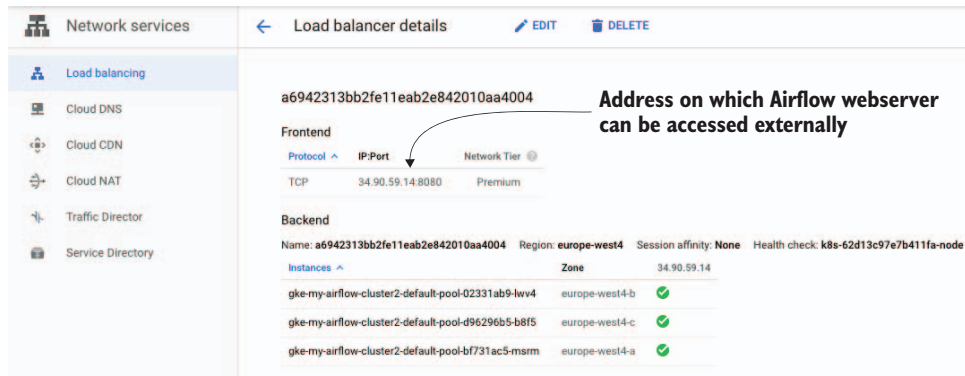 Network services
Load balancer details
EDIT
DELETE
Load balancing
Cloud DNS
Cloud CDN
Cloud NAT
Traffic Director
Service Directory
a6942313bb2fe11eab2e842010aa4004
Address on which Airflow webserver
can be accessed externally
Frontend
Protocol IP:Port Network Tier
TCP 34.90.59.14:8080 Premium
Backend
Name: a6942313bb2fe11eab2e842010aa4004 Region: europe-west4 Session affinity: None Health check: k8s-62d13c97e7b411fa-node
Instances Zone 34.90.59.14
gke-my-airflow-cluster2-default-pool-02331ab9-lwv4 europe-west4-b
gke-my-airflow-cluster2-default-pool-d96296b5-b8f5 europe-west4-c
gke-my-airflow-cluster2-default-pool-bf731ac5-msrm europe-west4-a